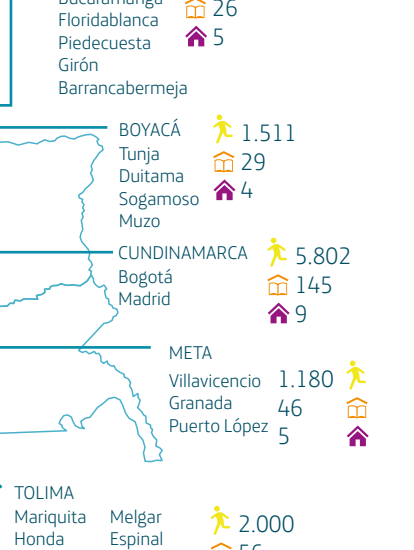 Bucaramanga
Floridablanca
Piedecuesta
Girón
Barrancabermeja
26
5
BOYACÁ
Tunja
Duitama
Sogamoso
Muzo
1.511
29
4
CUNDINAMARCA
Bogotá
Madrid
5.802
145
9
META
Villavicencio
Granada
Puerto López
1.180
46
5
TOLIMA
Mariquita Melgar
Honda Espinal
2.000
56